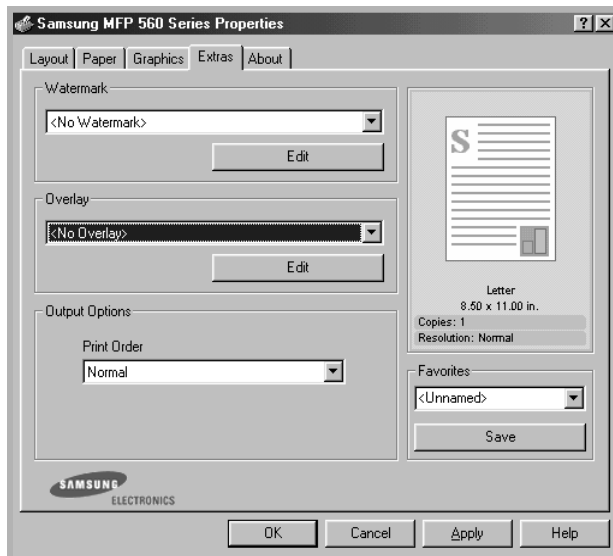 Samsung MFP 560 Series Properties
Layout Paper Graphics Extras About
Watermark
<No Watermark>
Edit
Overlay
<No Overlay>
Edit
Output Options
Print Order
Normal
S
Letter
8.50 x 11.00 in.
Copies: 1
Resolution: Normal
Favorites
<Unnamed>
Save
SAMSUNG
ELECTRONICS
OK Cancel Apply Help